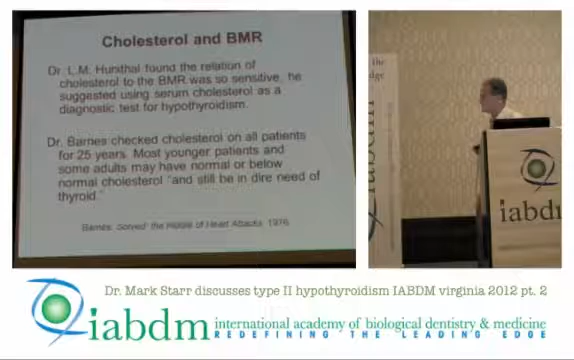 Cholesterol and BMR
Dr. L.M. Hurxthal found the relation of
cholesterol to the BMR was so sensitive, he
suggested using serum cholesterol as a
diagnostic test for hypothyroidism.
Dr. Barnes checked cholesterol on all patients
for 25 years. Most younger patients and
some adults may have normal or below
normal cholesterol "and still be in dire need of
thyroid."
Barnes. Solved: the Riddle of Heart Attacks. 1976
the
edge
iabdm
iabdm
Dr. Mark Starr discusses type II hypothyroidism IABDM virginia 2012 pt. 2
iabdm international academy of biological dentistry & medicine
REDEFINING THE LEADING EDGE